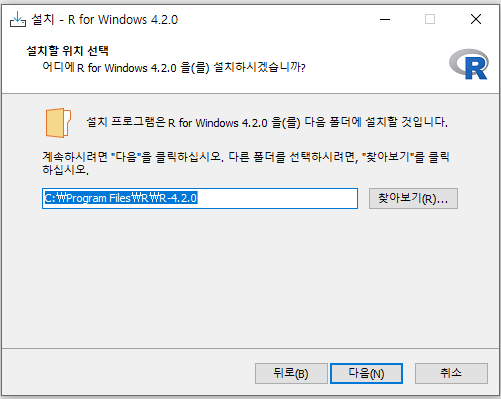 설치 - R for Windows 4.2.0
설치할 위치 선택
어디에 R for Windows 4.2.0 을(를) 설치하시겠습니까?
R
설치 프로그램은 R for Windows 4.2.0 을(를) 다음 폴더에 설치할 것입니다.
계속하시려면 "다음"을 클릭하십시오. 다른 폴더를 선택하시려면, "찾아보기"를 클릭
하십시오.
C:₩Program Files₩R₩R-4.2.0
찾아보기(R)...
뒤로(B)
다음(N)
취소